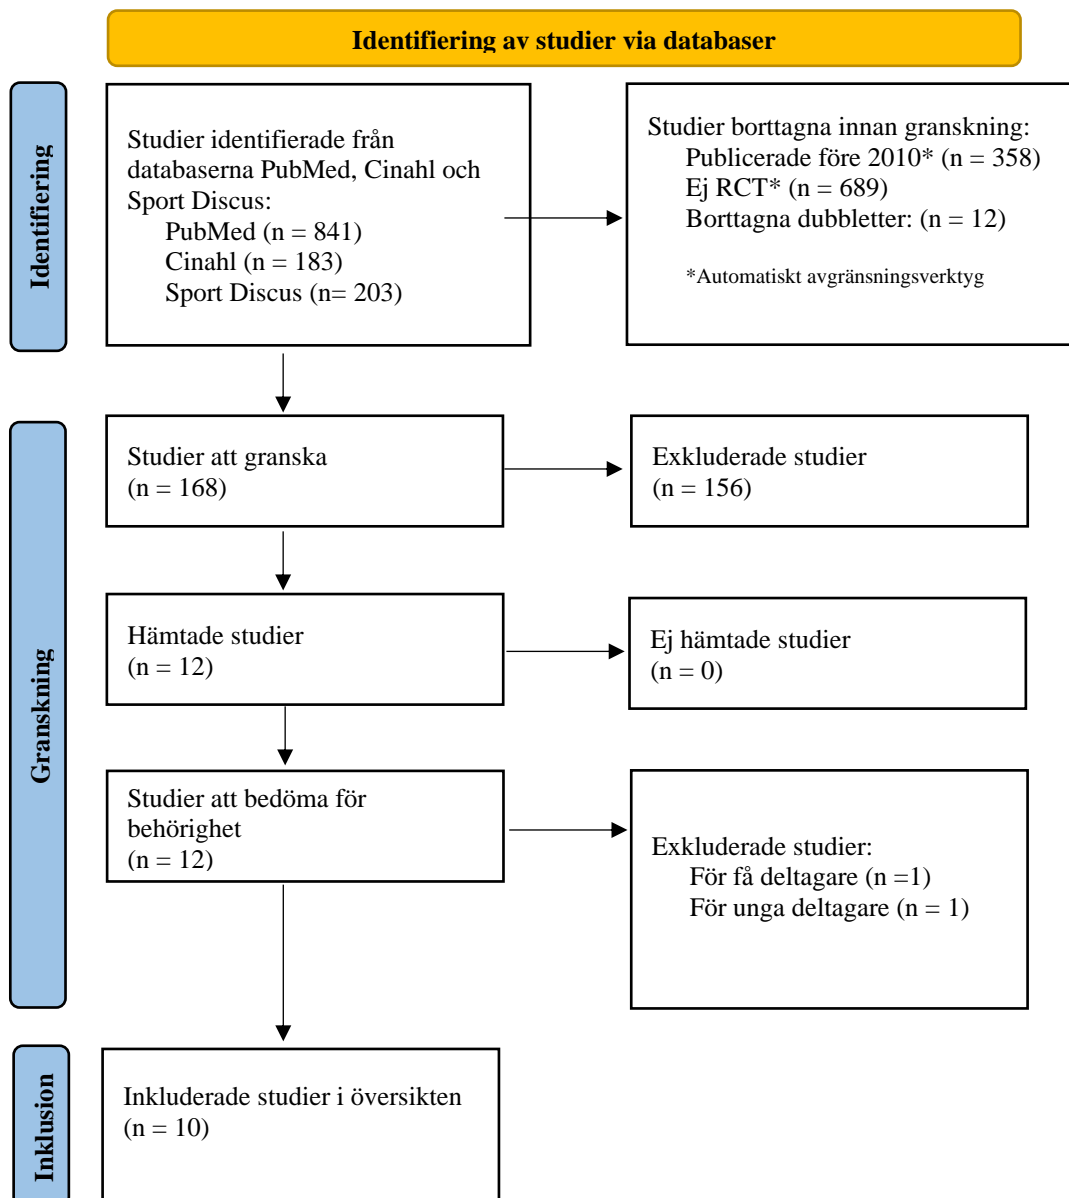 Identifiering av studier via databaser
Identifiering
Studier identifierade från
databaserna PubMed, Cinahl och
Sport Discus:
PubMed (n = 841)
Cinahl (n = 183)
Sport Discus (n= 203)
Studier borttagna innan granskning:
Publicerade före 2010* (n = 358)
Ej RCT* (n = 689)
Borttagna dubbletter: (n = 12)
*Automatiskt avgränsningsverktyg
Granskning
Studier att granska
(n = 168)
Exkluderade studier
(n = 156)
Hämtade studier
(n = 12)
Ej hämtade studier
(n = 0)
Studier att bedöma för
behörighet
(n = 12)
Exkluderade studier:
För få deltagare (n =1)
För unga deltagare (n = 1)
Inklusion
Inkluderade studier i översikten
(n = 10)